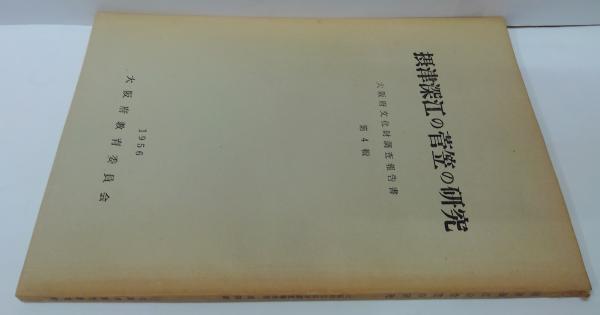 摂津深江の菅笠の研究
大阪府文化財調査報告書
第4輯
1956
大阪府教育委員会